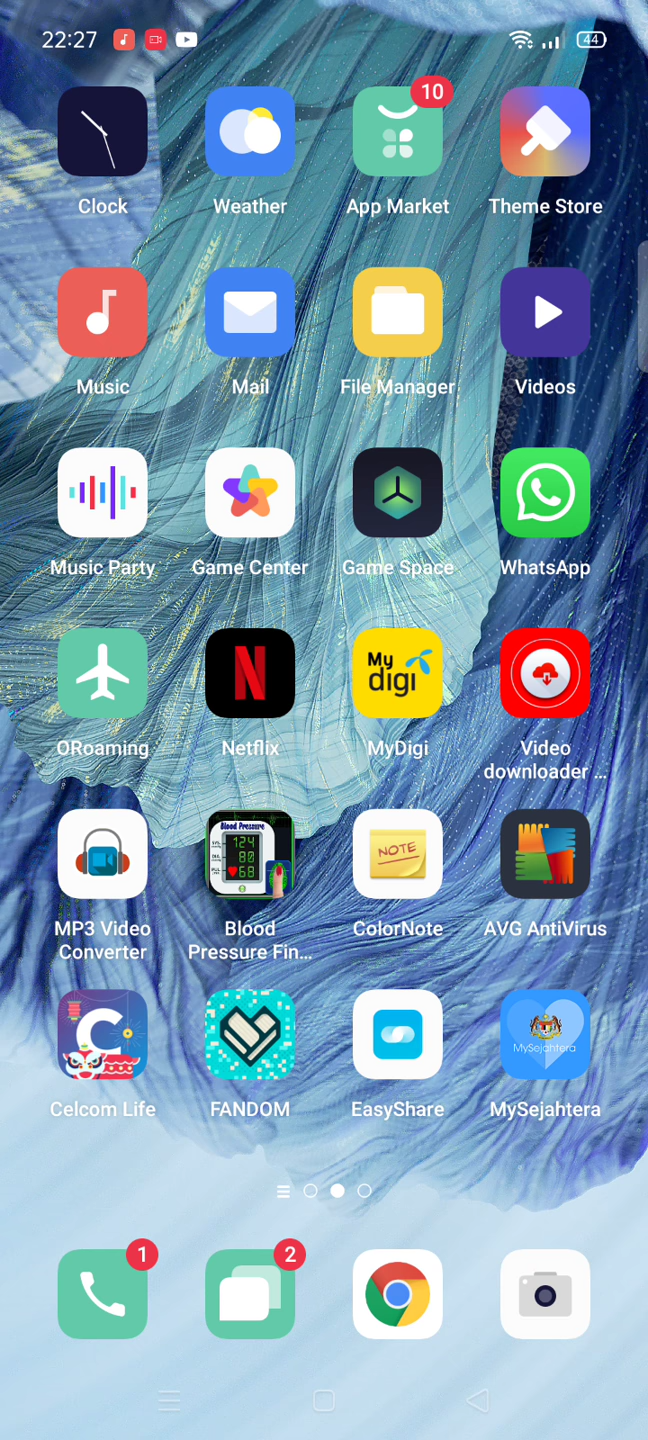 22:27
44
10
Clock
Weather
App Market
Theme Store
Music
Mail
File Manager
Videos
Music Party
Game Center
Game Space
WhatsApp
My
digi
ORoaming
Netflix
MyDigi
Video
downloader ...
Blood Pressure
124
80
68
NOTE
MP3 Video
Converter
Blood
Pressure Fin...
ColorNote
AVG AntiVirus
MySejahtera
Celcom Life
FANDOM
EasyShare
MySejahtera
1
2